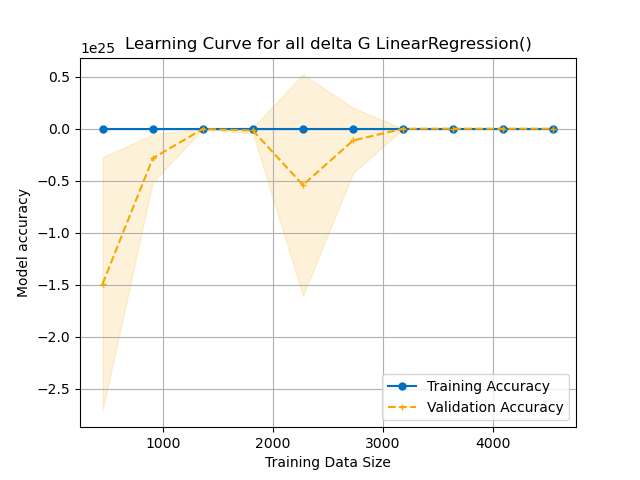 Learning Curve for all delta G LinearRegression()
1e25
0.5
0.0
−0.5
−1.0
−1.5
−2.0
−2.5
Model accuracy
1000
2000
3000
4000
Training Data Size
Training Accuracy
Validation Accuracy